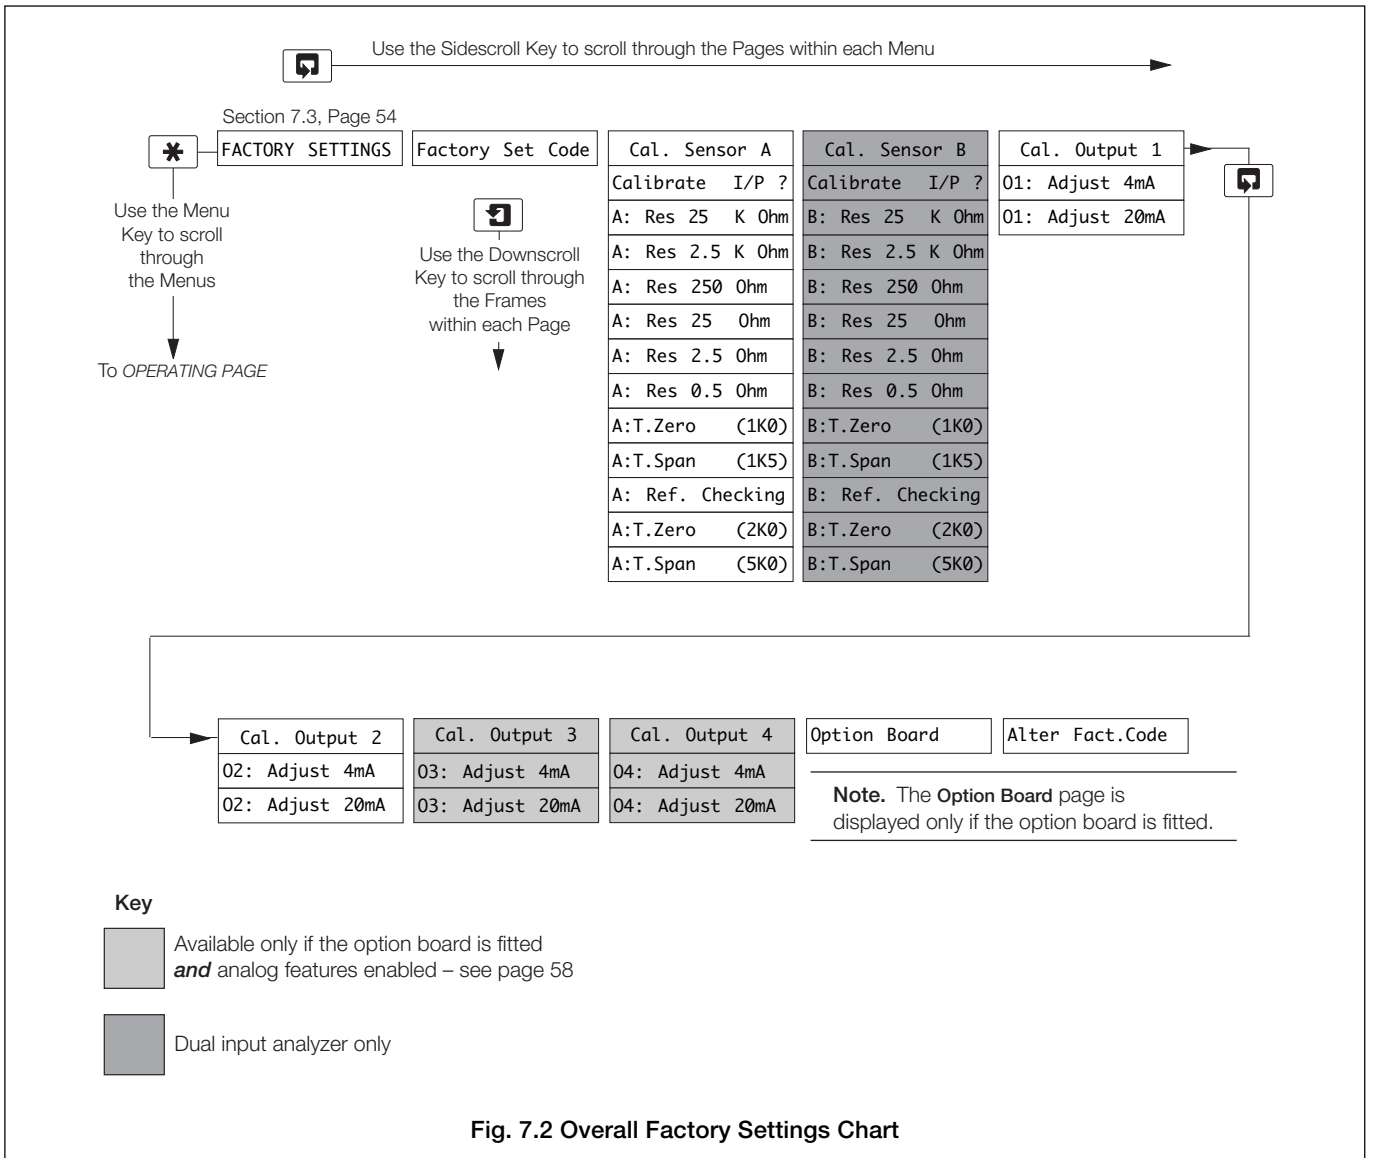 Use the Sidescroll Key to scroll through the Pages within each Menu
Section 7.3, Page 54
FACTORY SETTINGS
Factory Set Code
Use the Menu
Key to scroll
through
the Menus
To OPERATING PAGE
Use the Downscroll
Key to scroll through
the Frames
within each Page
Cal. Sensor A
Calibrate I/P ?
A: Res 25 K Ohm
A: Res 2.5 K Ohm
A: Res 250 Ohm
A: Res 25 Ohm
A: Res 2.5 Ohm
A: Res 0.5 Ohm
A:T.Zero (1K0)
A:T.Span (1K5)
A: Ref. Checking
A:T.Zero (2K0)
A:T.Span (5K0)
Cal. Sensor B
Calibrate I/P ?
B: Res 25 K Ohm
B: Res 2.5 K Ohm
B: Res 250 Ohm
B: Res 25 Ohm
B: Res 2.5 Ohm
B: Res 0.5 Ohm
B:T.Zero (1K0)
B:T.Span (1K5)
B: Ref. Checking
B:T.Zero (2K0)
B:T.Span (5K0)
Cal. Output 1
O1: Adjust 4mA
O1: Adjust 20mA
Cal. Output 2
O2: Adjust 4mA
O2: Adjust 20mA
Cal. Output 3
O3: Adjust 4mA
O3: Adjust 20mA
Cal. Output 4
O4: Adjust 4mA
O4: Adjust 20mA
Option Board
Alter Fact.Code
Note. The Option Board page is
displayed only if the option board is fitted.
Key
Available only if the option board is fitted
and analog features enabled – see page 58
Dual input analyzer only
Fig. 7.2 Overall Factory Settings Chart